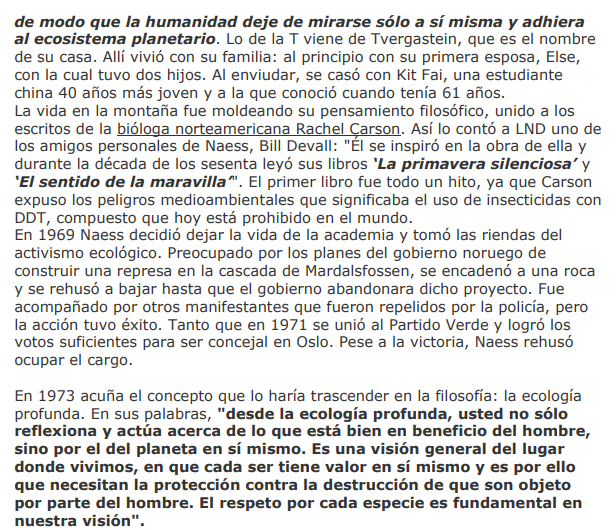 de modo que la humanidad deje de mirarse sólo a sí misma y adhiera
al ecosistema planetario. Lo de la T viene de Tvergastein, que es el nombre
de su casa. Allí vivió con su familia: al principio con su primera esposa, Else,
con la cual tuvo dos hijos. Al enviudar, se casó con Kit Fai, una estudiante
china 40 años más joven y a la que conoció cuando tenía 61 años.
La vida en la montaña fue moldeando su pensamiento filosófico, unido a los
escritos de la bióloga norteamericana Rachel Carson. Así lo contó a LND uno de
los amigos personales de Naess, Bill Devall: "Él se inspiró en la obra de ella y
durante la década de los sesenta leyó sus libros ‘La primavera silenciosa’ y
‘El sentido de la maravilla’". El primer libro fue todo un hito, ya que Carson
expuso los peligros medioambientales que significaba el uso de insecticidas con
DDT, compuesto que hoy está prohibido en el mundo.
En 1969 Naess decidió dejar la vida de la academia y tomó las riendas del
activismo ecológico. Preocupado por los planes del gobierno noruego de
construir una represa en la cascada de Mardalsfossen, se encadenó a una roca
y se rehusó a bajar hasta que el gobierno abandonara dicho proyecto. Fue
acompañado por otros manifestantes que fueron repelidos por la policía, pero
la acción tuvo éxito. Tanto que en 1971 se unió al Partido Verde y logró los
votos suficientes para ser concejal en Oslo. Pese a la victoria, Naess rehusó
ocupar el cargo.
En 1973 acuña el concepto que lo haría trascender en la filosofía: la ecología
profunda. En sus palabras, "desde la ecología profunda, usted no sólo
reflexiona y actúa acerca de lo que está bien en beneficio del hombre,
sino por el del planeta en sí mismo. Es una visión general del lugar
donde vivimos, en que cada ser tiene valor en sí mismo y es por ello
que necesitan la protección contra la destrucción de que son objeto
por parte del hombre. El respeto por cada especie es fundamental en
nuestra visión".